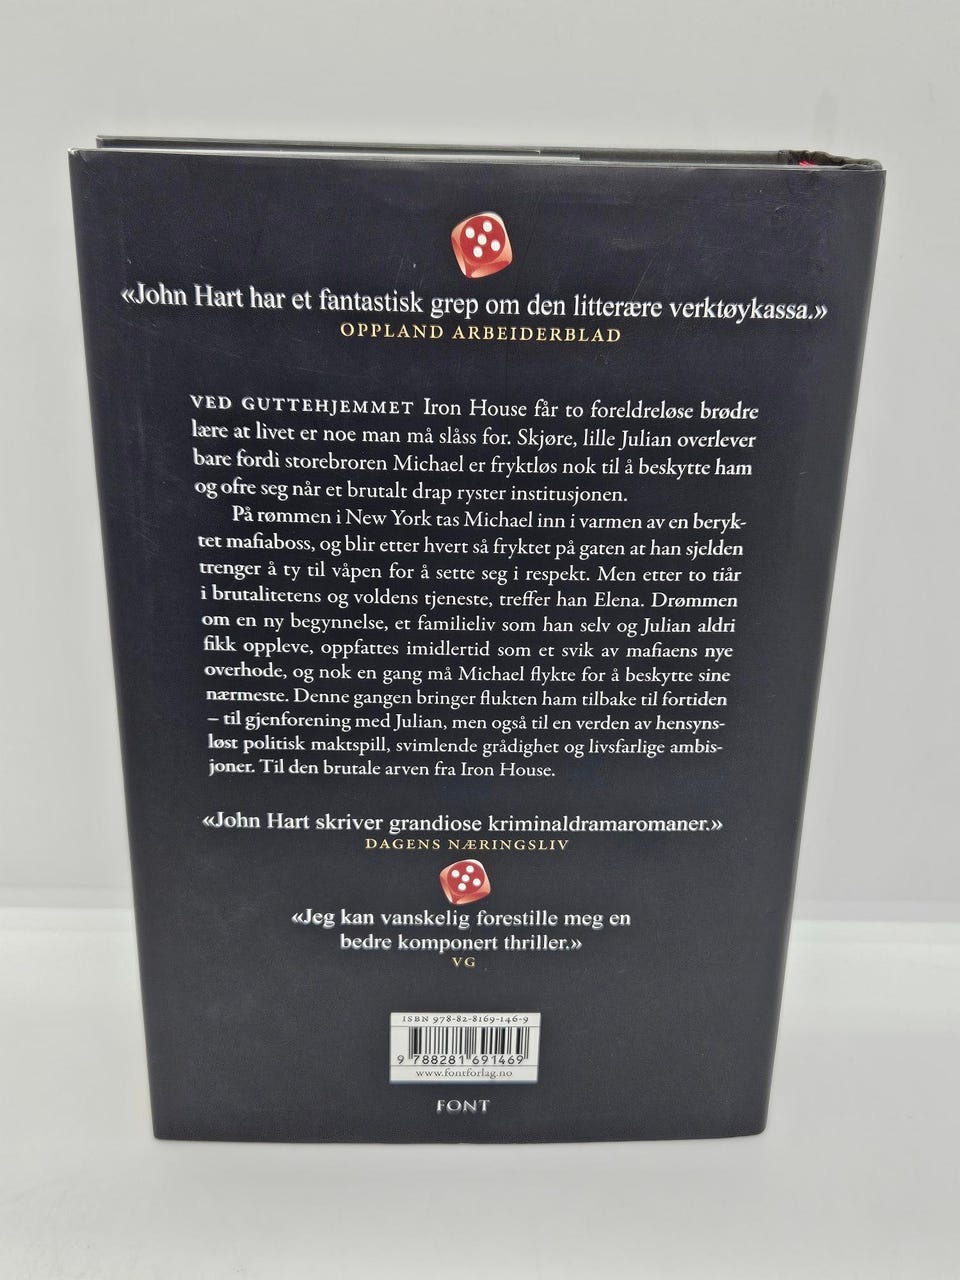 «John Hart har et fantastisk grep om den litterære verktøykassa.»
OPPLAND ARBEIDERBLAD
VED GUTTEHJEMMET Iron House får to foreldreløse brødre
lære at livet er noe man må slåss for. Skjøre, lille Julian overlever
bare fordi storebroren Michael er fryktløs nok til å beskytte ham
og ofre seg når et brutalt drap ryster institusjonen.
På rømmen i New York tas Michael inn i varmen av en beryk-
tet mafiaboss, og blir etter hvert så fryktet på gaten at han sjelden
trenger å ty til våpen for å sette seg i respekt. Men etter to tiår
i brutalitetens og voldens tjeneste, treffer han Elena. Drømmen
om en ny begynnelse, et familieliv som han selv og Julian aldri
fikk oppleve, oppfattes imidlertid som et svik av mafiaens nye
overhode, og nok en gang må Michael flykte for å beskytte sine
nærmeste. Denne gangen bringer flukten ham tilbake til fortiden
– til gjenforening med Julian, men også til en verden av hensyns-
løst politisk maktspill, svimlende grådighet og livsfarlige ambis-
joner. Til den brutale arven fra Iron House.
«John Hart skriver grandiose kriminaldramaromaner.»
DAGENS NÆRINGSLIV
«Jeg kan vanskelig forestille meg en
bedre komponert thriller.»
VG
ISBN 978-82-8169-146-9
9 788281 691469
www.fontforlag.no
FONT